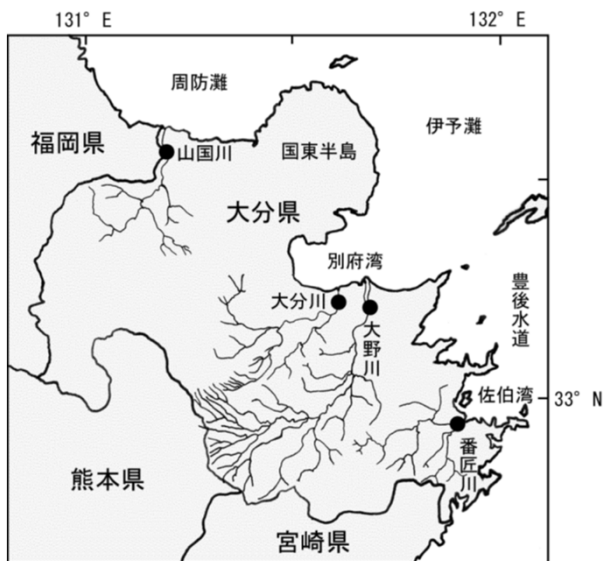 131° E
132° E
周防灘
伊予灘
福岡県
山国川
国東半島
大分県
別府湾
大分川
大野川
豊後水道
佐伯湾
33° N
番匠川
熊本県
宮崎県